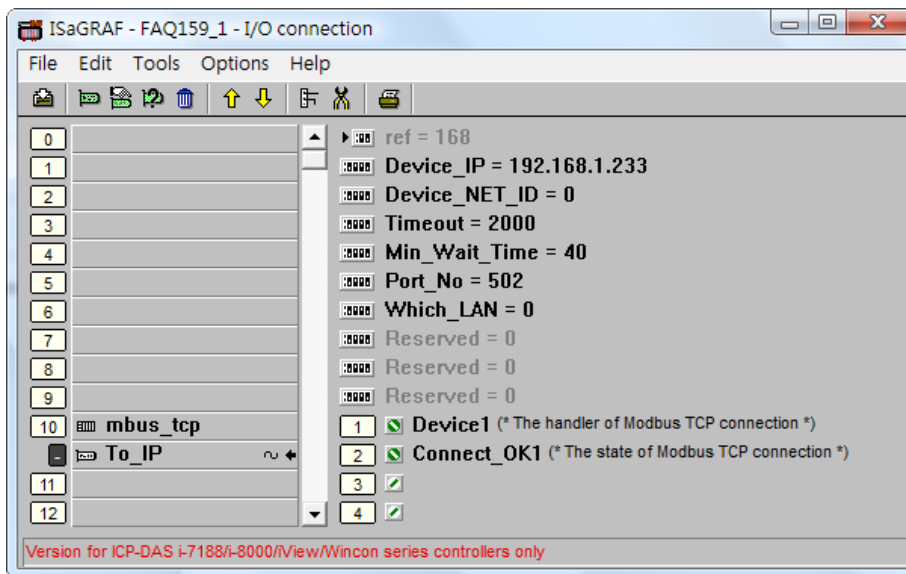 ISaGRAF - FAQ159_1 - I/O connection
File Edit Tools Options Help
0
ref = 168
1
Device_IP = 192.168.1.233
2
Device_NET_ID = 0
3
Timeout = 2000
4
Min_Wait_Time = 40
5
Port_No = 502
6
Which_LAN = 0
7
Reserved = 0
8
Reserved = 0
9
Reserved = 0
10 mbus_tcp
1 Device1 (* The handler of Modbus TCP connection *)
- To_IP
2 Connect_OK1 (* The state of Modbus TCP connection *)
11
3
12
4
Version for ICP-DAS i-7188/i-8000/iView/Wincon series controllers only